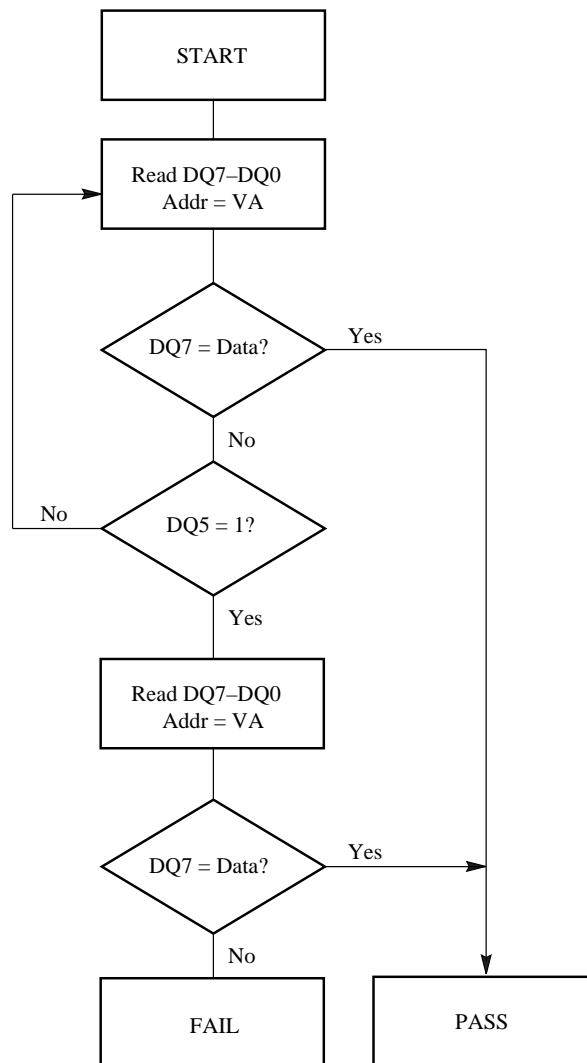 START
Read DQ7–DQ0
Addr = VA
DQ7 = Data?
Yes
No
No
DQ5 = 1?
Yes
Read DQ7–DQ0
Addr = VA
DQ7 = Data?
Yes
No
FAIL
PASS